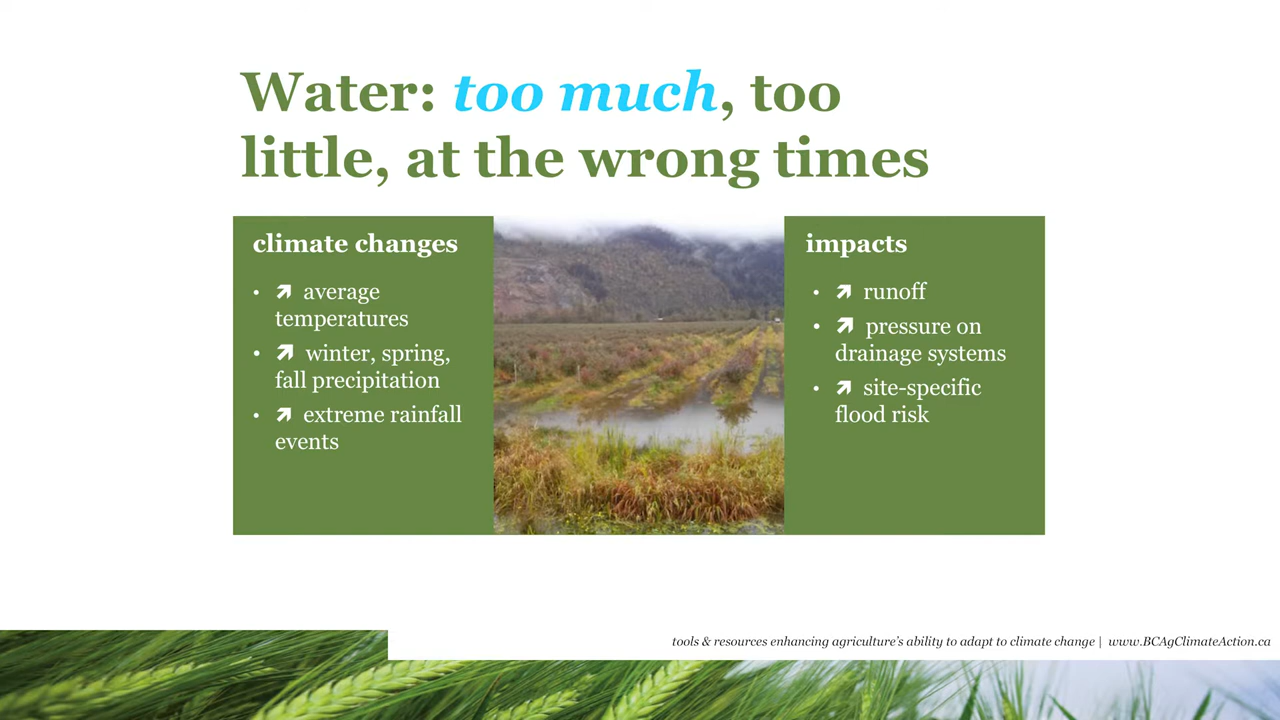 Water: too much, too
little, at the wrong times
climate changes
• ↗ average
temperatures
• ↗ winter, spring,
fall precipitation
• ↗ extreme rainfall
events
impacts
• ↗ runoff
• ↗ pressure on
drainage systems
• ↗ site-specific
flood risk
tools & resources enhancing agriculture's ability to adapt to climate change | www.BCAgClimateAction.ca